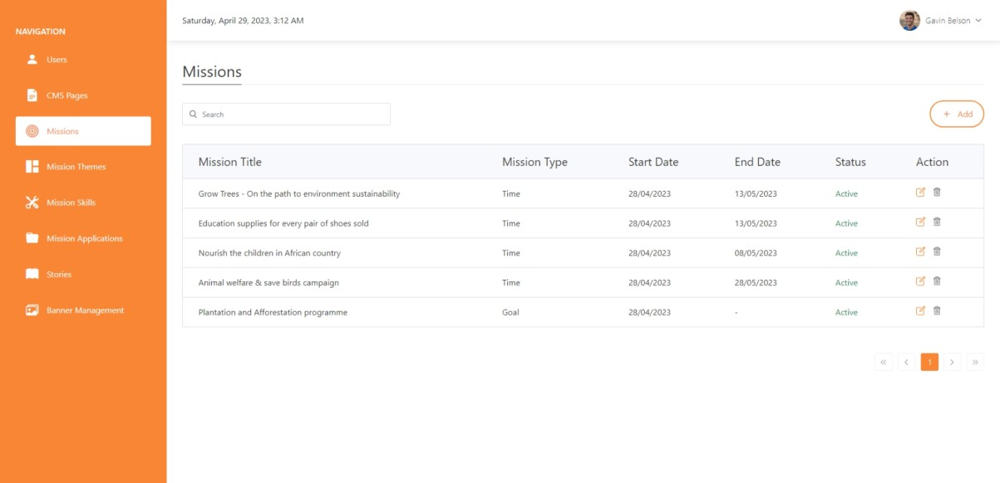 NAVIGATION
Users
CMS Pages
Missions
Mission Themes
Mission Skills
Mission Applications
Stories
Banner Management
Saturday, April 29, 2023, 3:12 AM
Gavin Belson
Missions
Search
+ Add
Mission Title Mission Type Start Date End Date Status Action
Grow Trees - On the path to environment sustainability Time 28/04/2023 13/05/2023 Active
Education supplies for every pair of shoes sold Time 28/04/2023 13/05/2023 Active
Nourish the children in African country Time 28/04/2023 08/05/2023 Active
Animal welfare & save birds campaign Time 28/04/2023 28/05/2023 Active
Plantation and Afforestation programme Goal 28/04/2023 - Active
« ‹ 1 › »